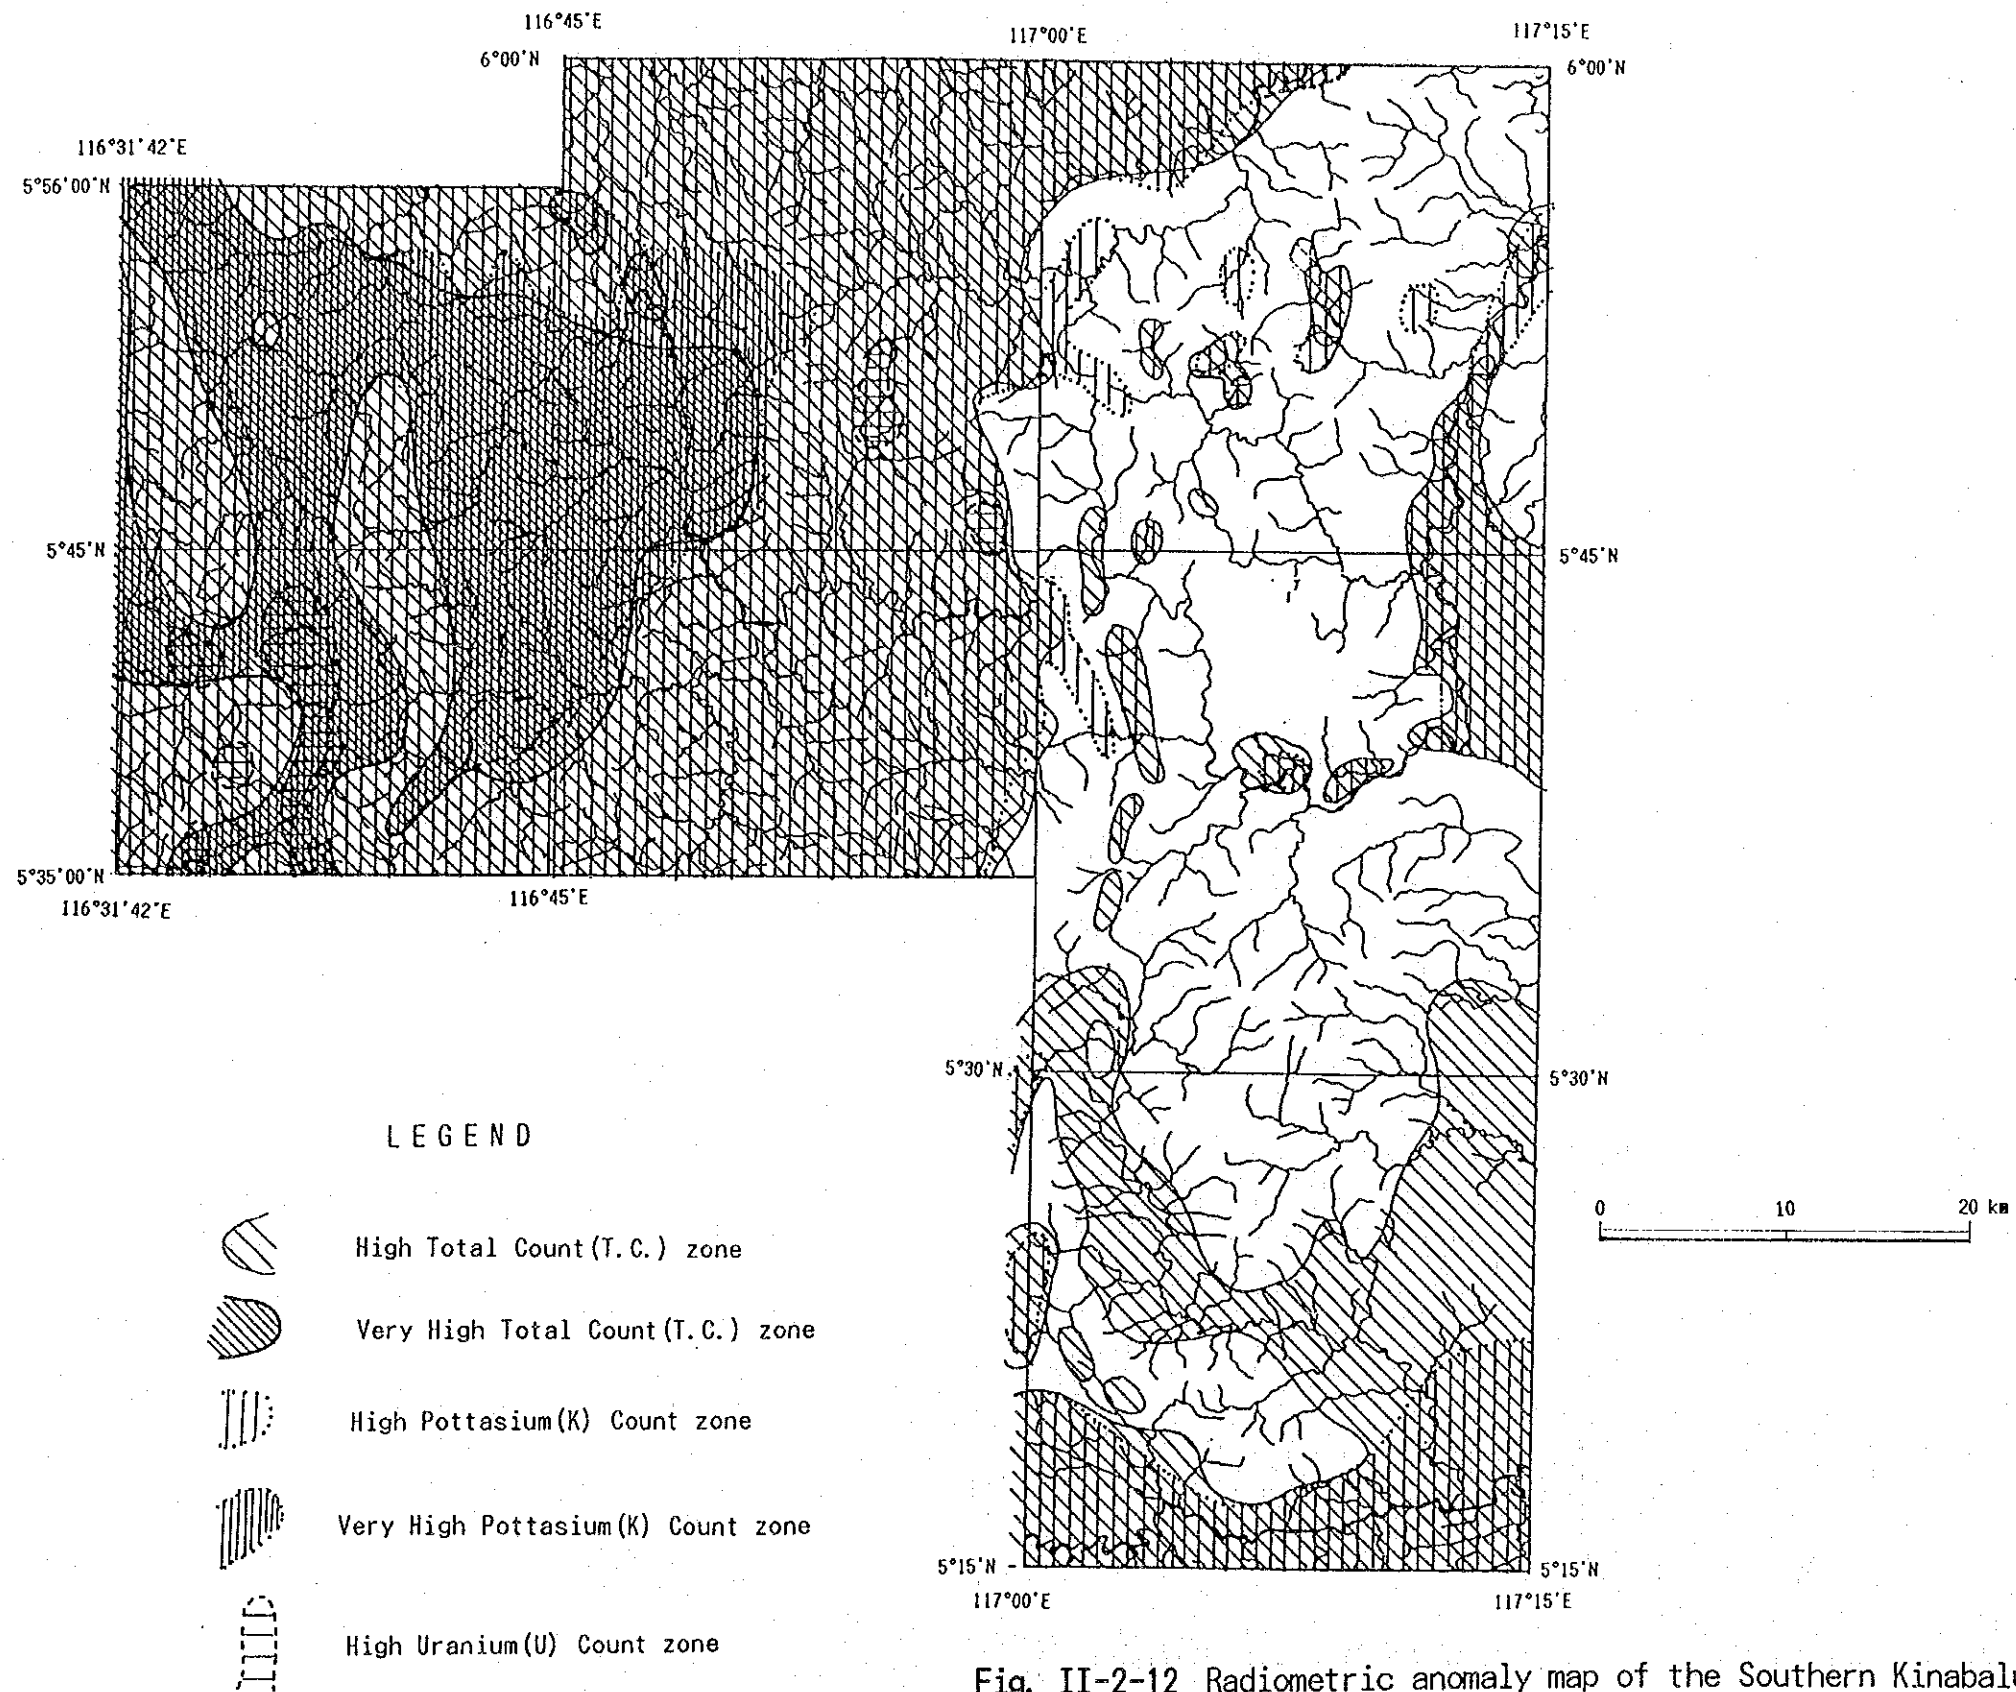 116°45'E
117°00'E
117°15'E
6°00'N
6°00'N
116°31'42"E
5°56'00"N
5°45'N
5°45'N
5°35'00"N
116°31'42"E
116°45'E
5°30'N
5°30'N
LEGEND
0 10 20 km
High Total Count(T.C.) zone
Very High Total Count(T.C.) zone
High Pottasium(K) Count zone
Very High Pottasium(K) Count zone
5°15'N
5°15'N
117°00'E
117°15'E
High Uranium(U) Count zone
Fig. II-2-12 Radiometric anomaly map of the Southern Kinabal